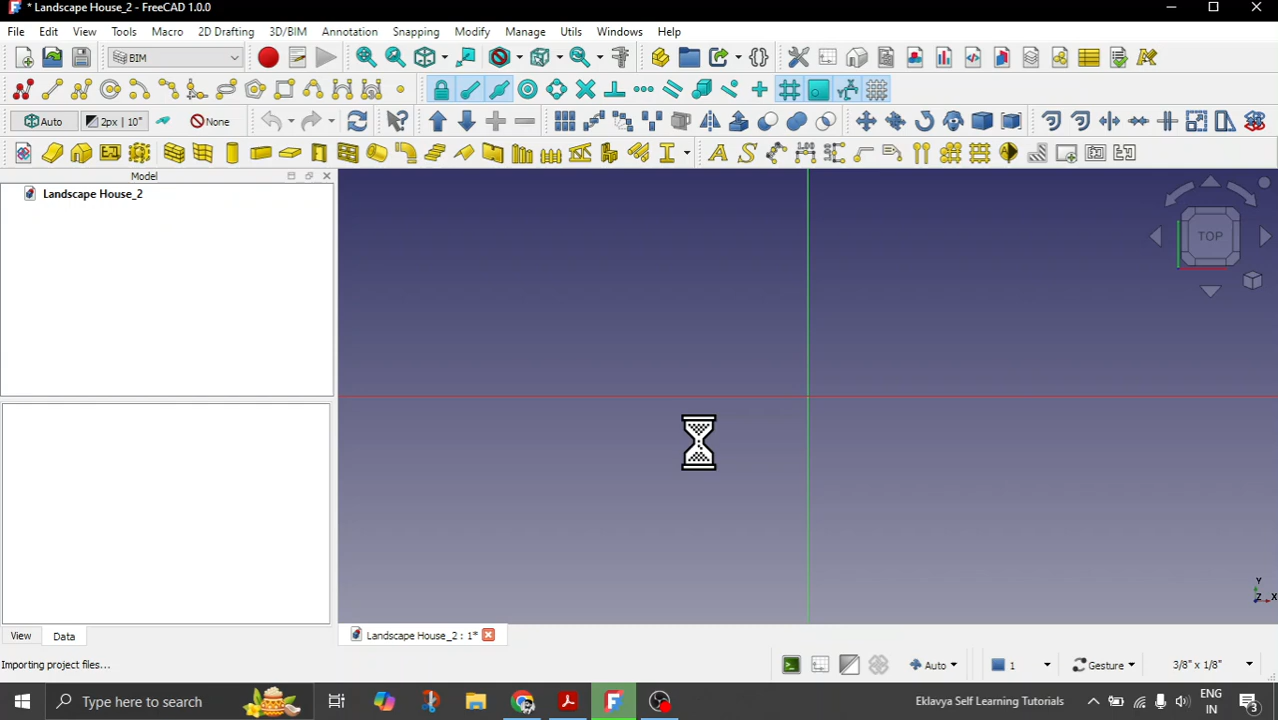 * Landscape House_2 - FreeCAD 1.0.0
File Edit View Tools Macro 2D Drafting 3D/BIM Annotation Snapping Modify Manage Utils Windows Help
BIM
Auto 2px | 10" None
Model
Landscape House_2
TOP
Y
Z X
View Data
Landscape House_2 : 1*
Importing project files...
Auto 1 Gesture 3/8" x 1/8"
Type here to search
Eklavya Self Learning Tutorials
ENG
IN
3